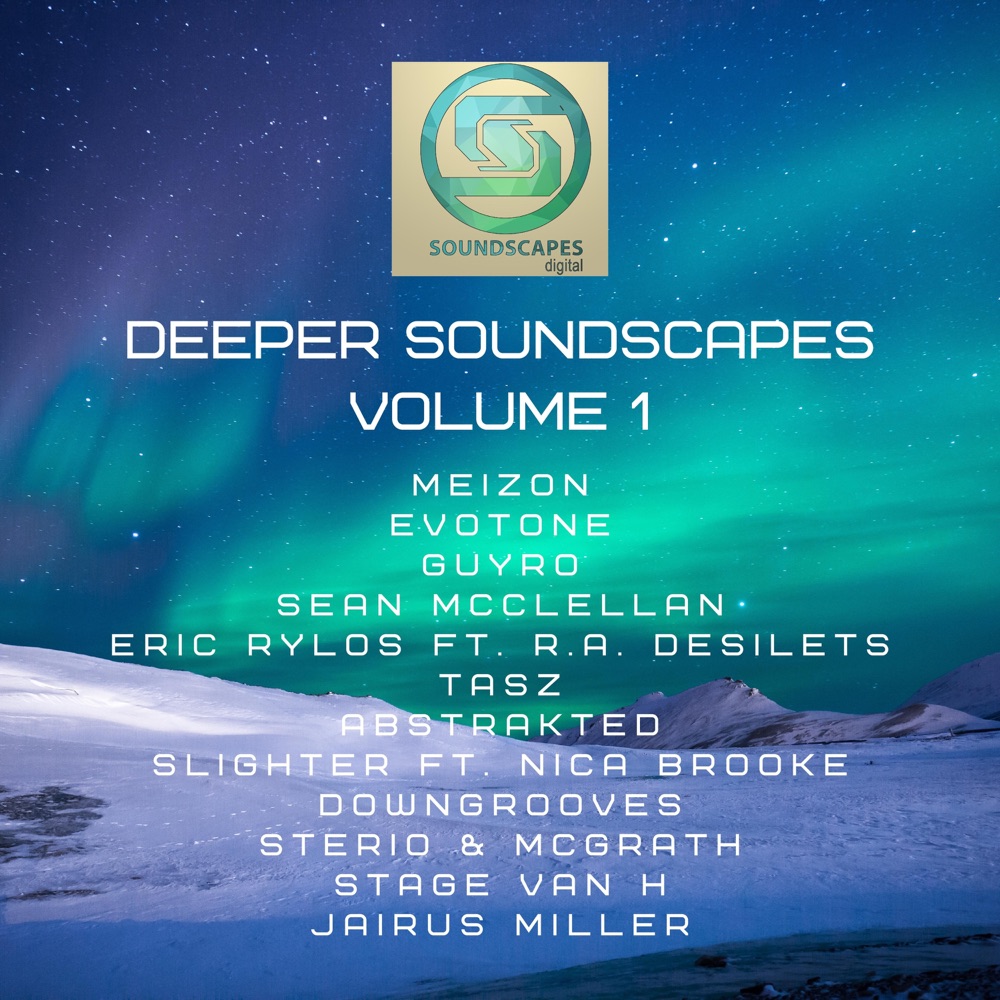 SOUNDSCAPES
digital
DEEPER SOUNDSCAPES
VOLUME 1
MEIZON
EVOTONE
GUYRO
SEAN MCCLELLAN
ERIC RYLOS FT. R.A. DESILETS
TASZ
ABSTRAKTED
SLIGHTER FT. NICA BROOKE
DOWNGROOVES
STERIO & MCGRATH
STAGE VAN H
JAIRUS MILLER